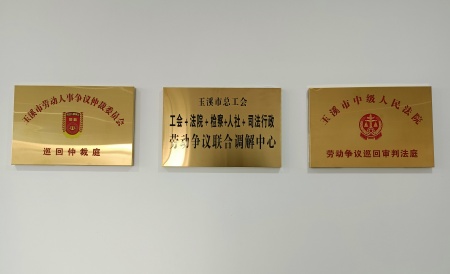 玉溪市劳动人事争议仲裁委员会
巡回仲裁庭
玉溪市总工会
工会+法院+检察+人社+司法行政
劳动争议联合调解中心
玉溪市中级人民法院
劳动争议巡回审判法庭